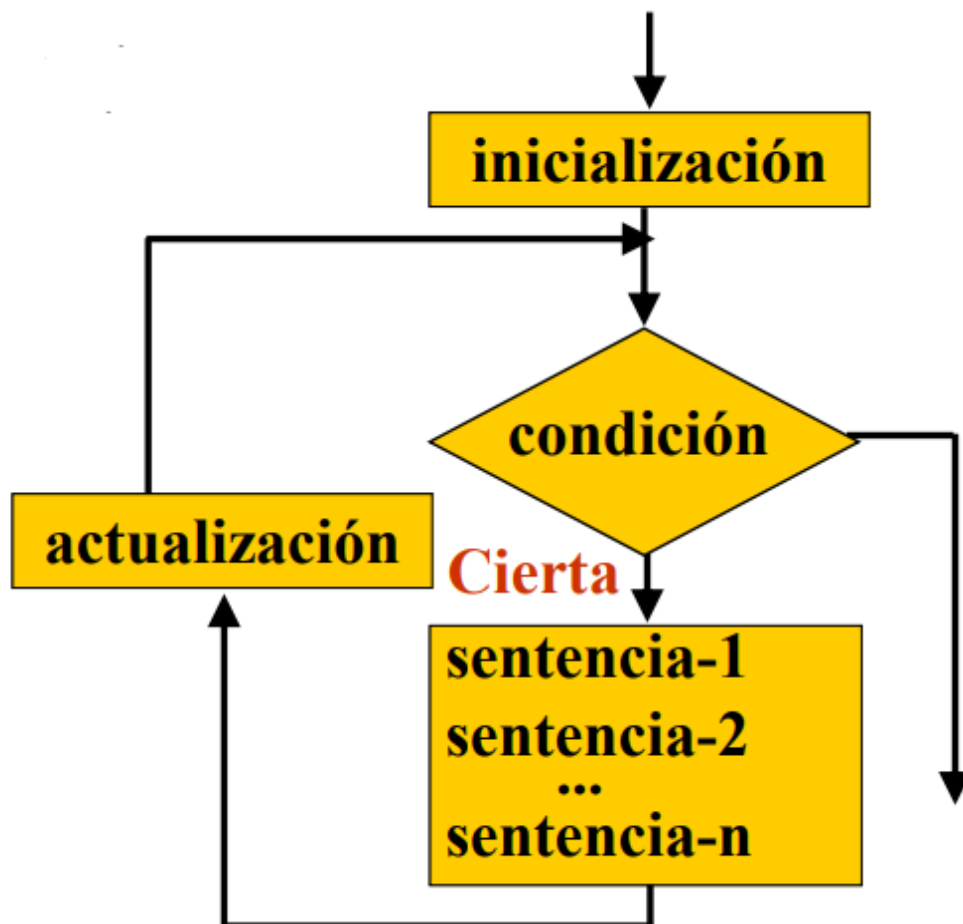 inicialización
condición
actualización
Cierta
sentencia-1
sentencia-2
...
sentencia-n